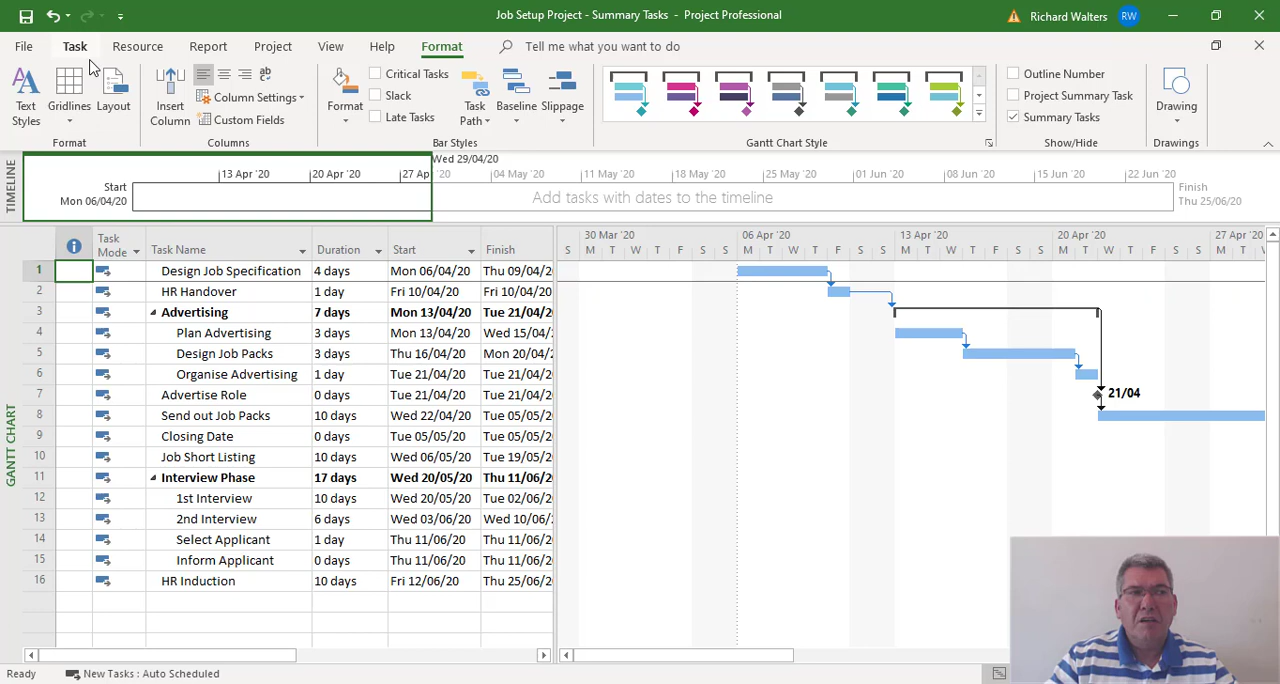 Job Setup Project - Summary Tasks - Project Professional
Richard Walters RW
File Task Resource Report Project View Help Format Tell me what you want to do
Text Styles
Gridlines
Layout
Format
Insert Column
Column Settings
Custom Fields
Columns
Format
Critical Tasks
Slack
Late Tasks
Task Path
Baseline
Slippage
Bar Styles
Gantt Chart Style
Outline Number
Project Summary Task
Summary Tasks
Show/Hide
Drawing
Drawings
TIMELINE
Wed 29/04/20
13 Apr '20 20 Apr '20 27 Apr '20 04 May '20 11 May '20 18 May '20 25 May '20 01 Jun '20 08 Jun '20 15 Jun '20 22 Jun '20
Start
Mon 06/04/20
Add tasks with dates to the timeline
Finish
Thu 25/06/20
GANTT CHART
Task Mode Task Name Duration Start Finish
1 Design Job Specification 4 days Mon 06/04/20 Thu 09/04/20
2 HR Handover 1 day Fri 10/04/20 Fri 10/04/20
3 Advertising 7 days Mon 13/04/20 Tue 21/04/20
4 Plan Advertising 3 days Mon 13/04/20 Wed 15/04/20
5 Design Job Packs 3 days Thu 16/04/20 Mon 20/04/20
6 Organise Advertising 1 day Tue 21/04/20 Tue 21/04/20
7 Advertise Role 0 days Tue 21/04/20 Tue 21/04/20
8 Send out Job Packs 10 days Wed 22/04/20 Tue 05/05/20
9 Closing Date 0 days Tue 05/05/20 Tue 05/05/20
10 Job Short Listing 10 days Wed 06/05/20 Tue 19/05/20
11 Interview Phase 17 days Wed 20/05/20 Thu 11/06/20
12 1st Interview 10 days Wed 20/05/20 Tue 02/06/20
13 2nd Interview 6 days Wed 03/06/20 Wed 10/06/20
14 Select Applicant 1 day Thu 11/06/20 Thu 11/06/20
15 Inform Applicant 0 days Thu 11/06/20 Thu 11/06/20
16 HR Induction 10 days Fri 12/06/20 Thu 25/06/20
30 Mar '20 06 Apr '20 13 Apr '20 20 Apr '20 27 Apr '20
S M T W T F S S M T W T F S S M T W T F S S M T W T F S S M T W
21/04
Ready New Tasks : Auto Scheduled